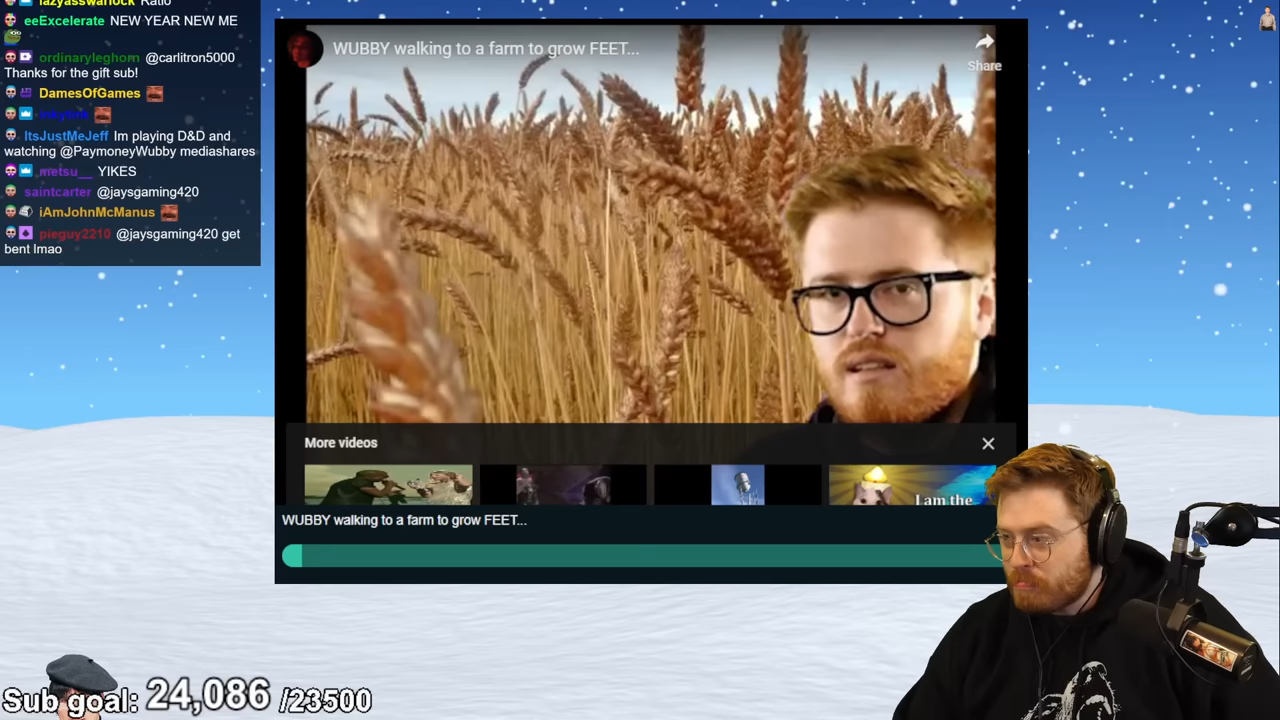 lazyasswarlock Ratio
eeExcelerate NEW YEAR NEW ME
ordinaryleghorn @carlitron5000
Thanks for the gift sub!
DamesOfGames
ItsJustMeJeff Im playing D&D and
watching @PaymoneyWubby mediashares
metsu__ YIKES
saintcarter @jaysgaming420
iAmJohnMcManus
pieguy2210 @jaysgaming420 get
bent lmao
WUBBY walking to a farm to grow FEET...
Share
More videos
I am the
WUBBY walking to a farm to grow FEET...
Sub goal: 24,086 /23500